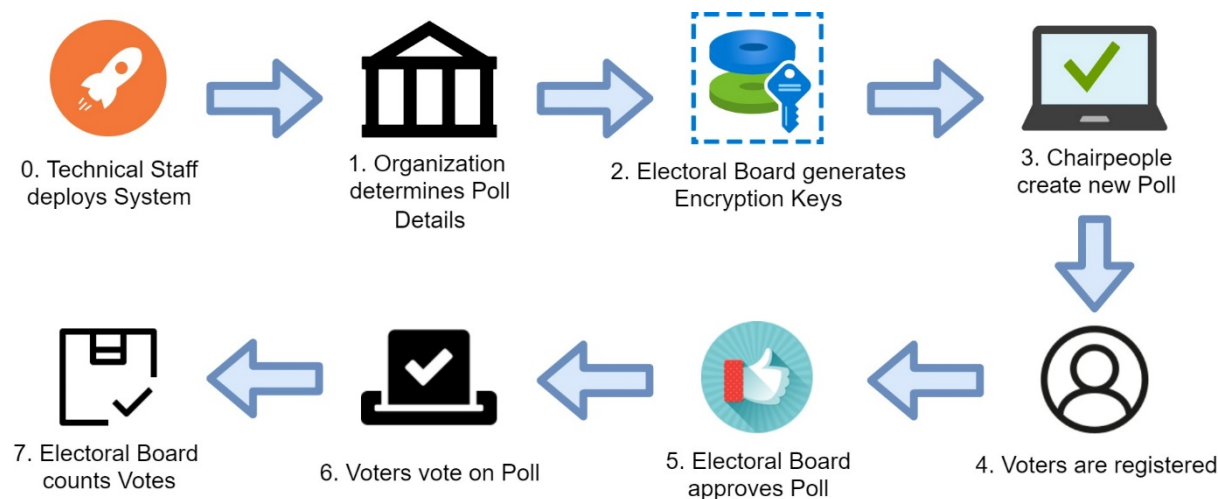 0. Technical Staff
deploys System
1. Organization
determines Poll
Details
2. Electoral Board generates
Encryption Keys
3. Chairpeople
create new Poll
4. Voters are registered
5. Electoral Board
approves Poll
6. Voters vote on Poll
7. Electoral Board
counts Votes